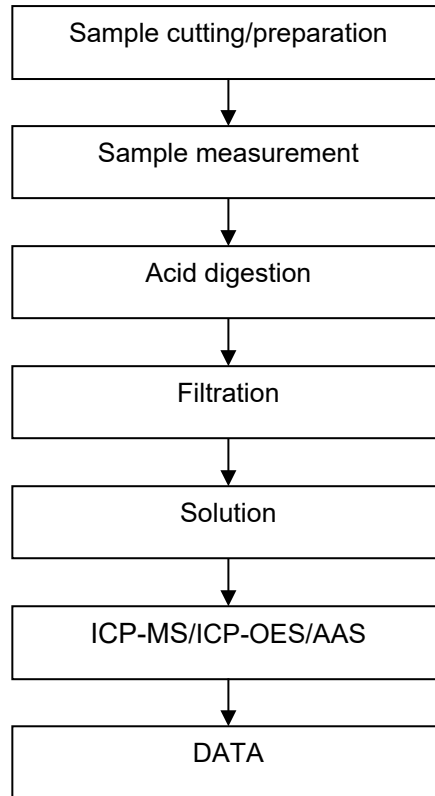 Sample cutting/preparation
Sample measurement
Acid digestion
Filtration
Solution
ICP-MS/ICP-OES/AAS
DATA